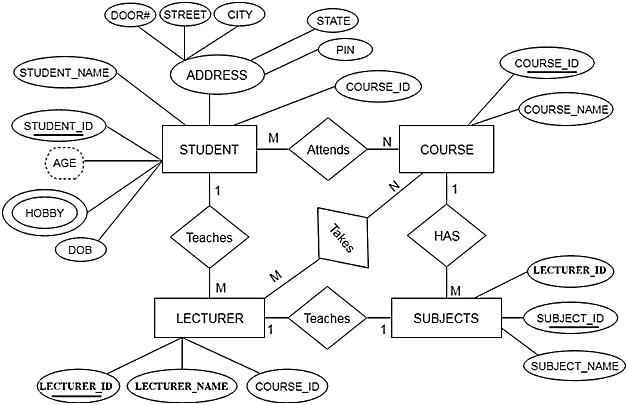 DOOR#
STREET
CITY
STATE
PIN
ADDRESS
STUDENT_NAME
COURSE_ID
COURSE_ID
COURSE_NAME
STUDENT_ID
AGE
HOBBY
DOB
STUDENT
M
Attends
N
COURSE
1
Teaches
M
N
Takes
M
1
HAS
M
LECTURER
1
Teaches
1
SUBJECTS
LECTURER_ID
SUBJECT_ID
SUBJECT_NAME
LECTURER_ID
LECTURER_NAME
COURSE_ID